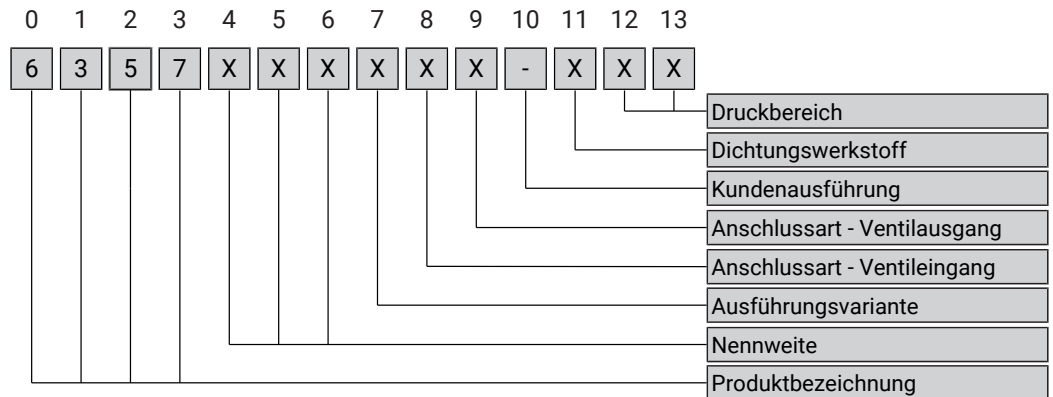 0 1 2 3 4 5 6 7 8 9 10 11 12 13
6 3 5 7 X X X X X X - X X X
Druckbereich
Dichtungswerkstoff
Kundenausführung
Anschlussart - Ventilausgang
Anschlussart - Ventileingang
Ausführungsvariante
Nennweite
Produktbezeichnung